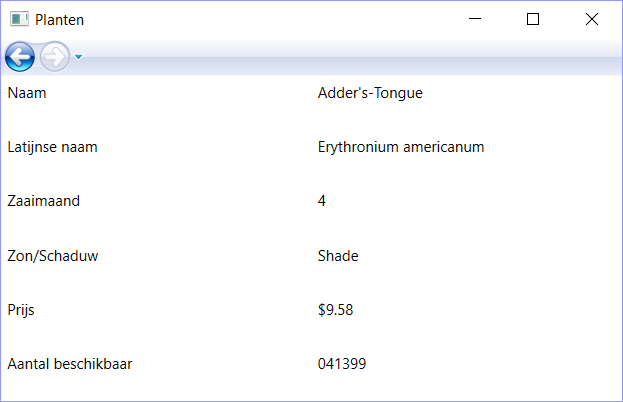 Planten
Naam Adder's-Tongue
Latijnse naam Erythronium americanum
Zaaimaand 4
Zon/Schaduw Shade
Prijs $9.58
Aantal beschikbaar 041399